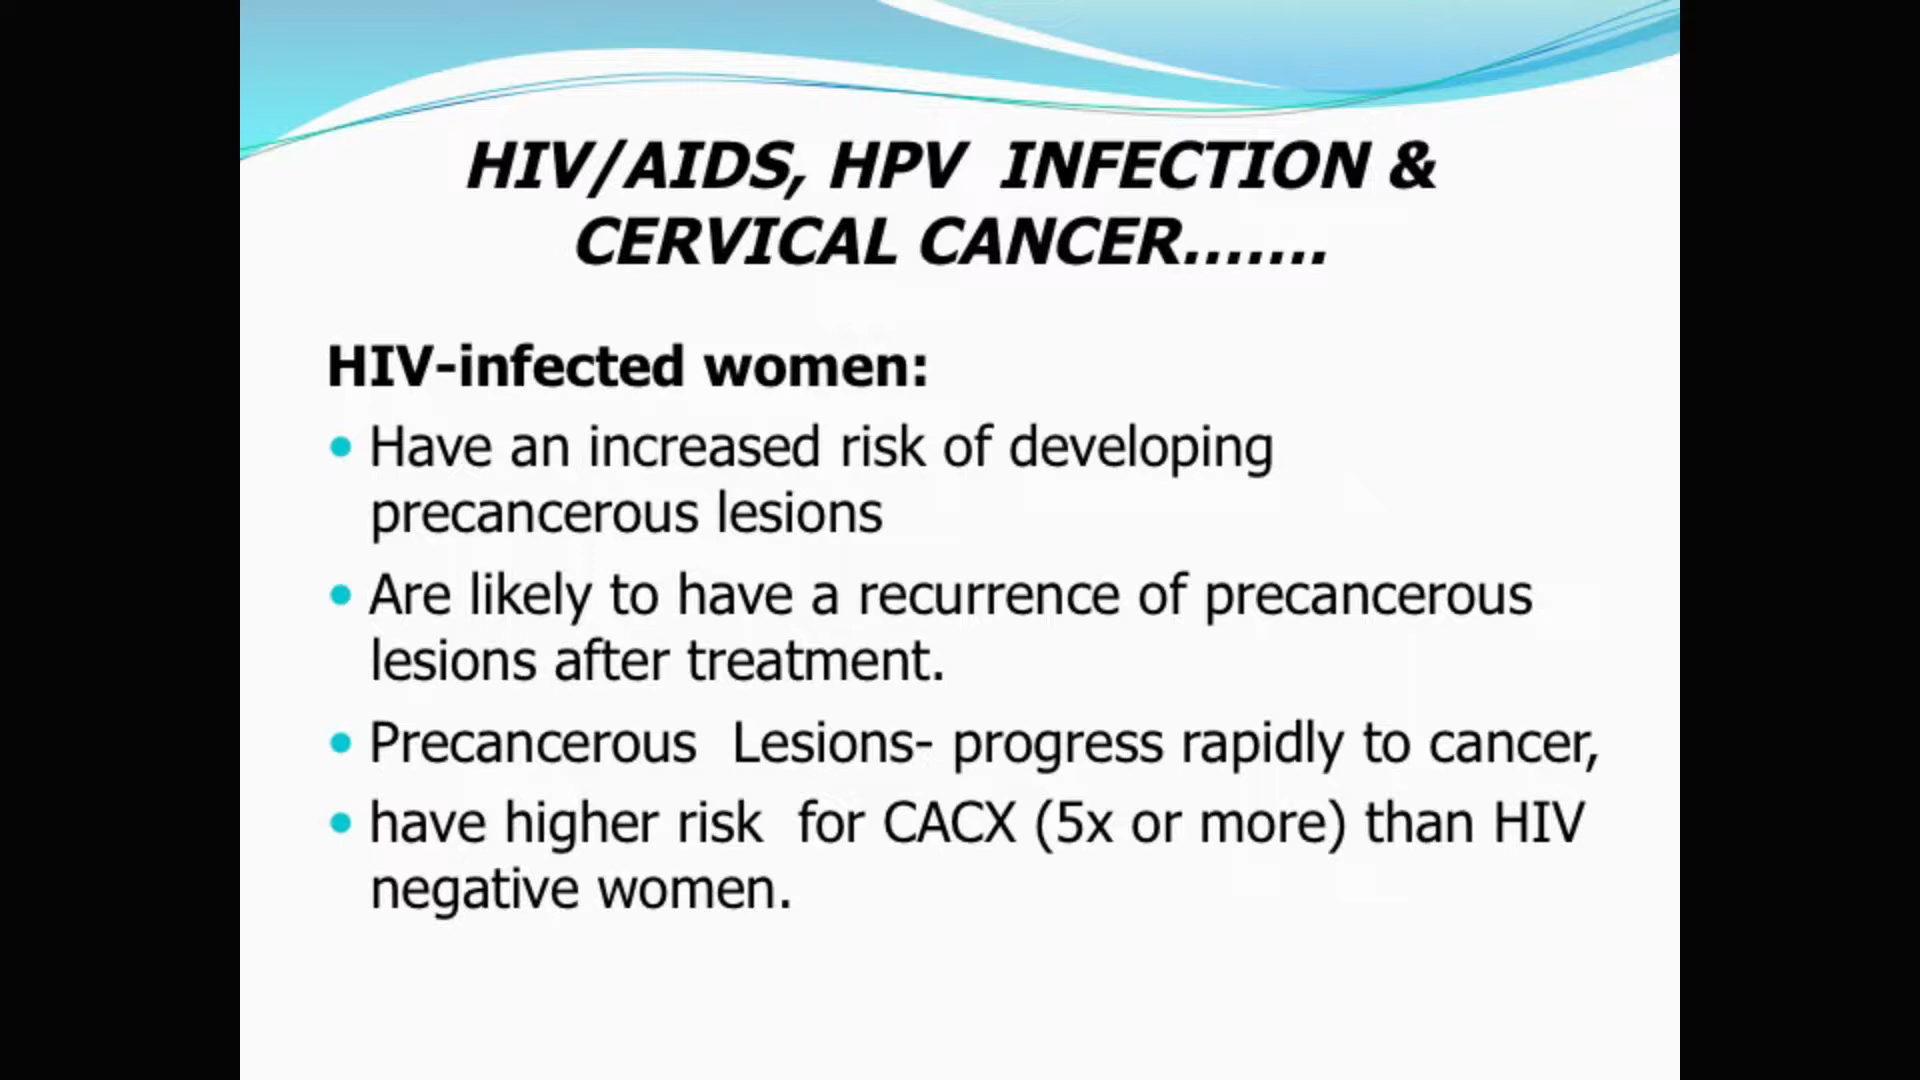 HIV/AIDS, HPV  INFECTION &
CERVICAL CANCER.......
HIV-infected women:
• Have an increased risk of developing
precancerous lesions
• Are likely to have a recurrence of precancerous
lesions after treatment.
• Precancerous  Lesions- progress rapidly to cancer,
• have higher risk  for CACX (5x or more) than HIV
negative women.